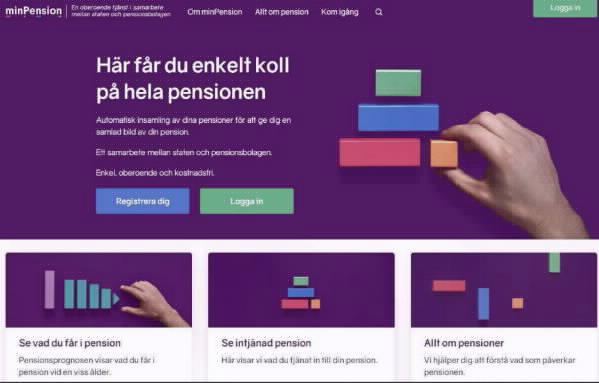 minPension
En oberoende tjänst i samarbete
mellan staten och pensionsbolagen
Om minPension Allt om pension Kom igång
Logga in
Här får du enkelt koll
på hela pensionen
Automatisk insamling av dina pensioner för att ge dig en
samlad bild av din pension.
Ett samarbete mellan staten och pensionsbolagen.
Enkel, oberoende och kostnadsfri.
Registrera dig Logga in
Se vad du får i pension
Pensionsprognosen visar vad du får i
pension vid en viss ålder.
Se intjänad pension
Här visar vi vad du tjänat in till din pension.
Allt om pensioner
Vi hjälper dig att förstå vad som påverkar
pensionen.